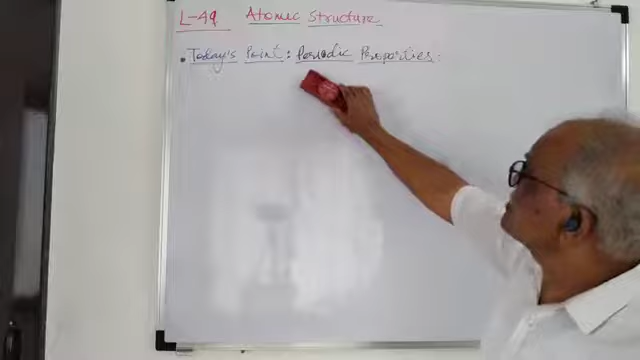 L-49 Atomic Structure
• Today's Point: Periodic Properties.